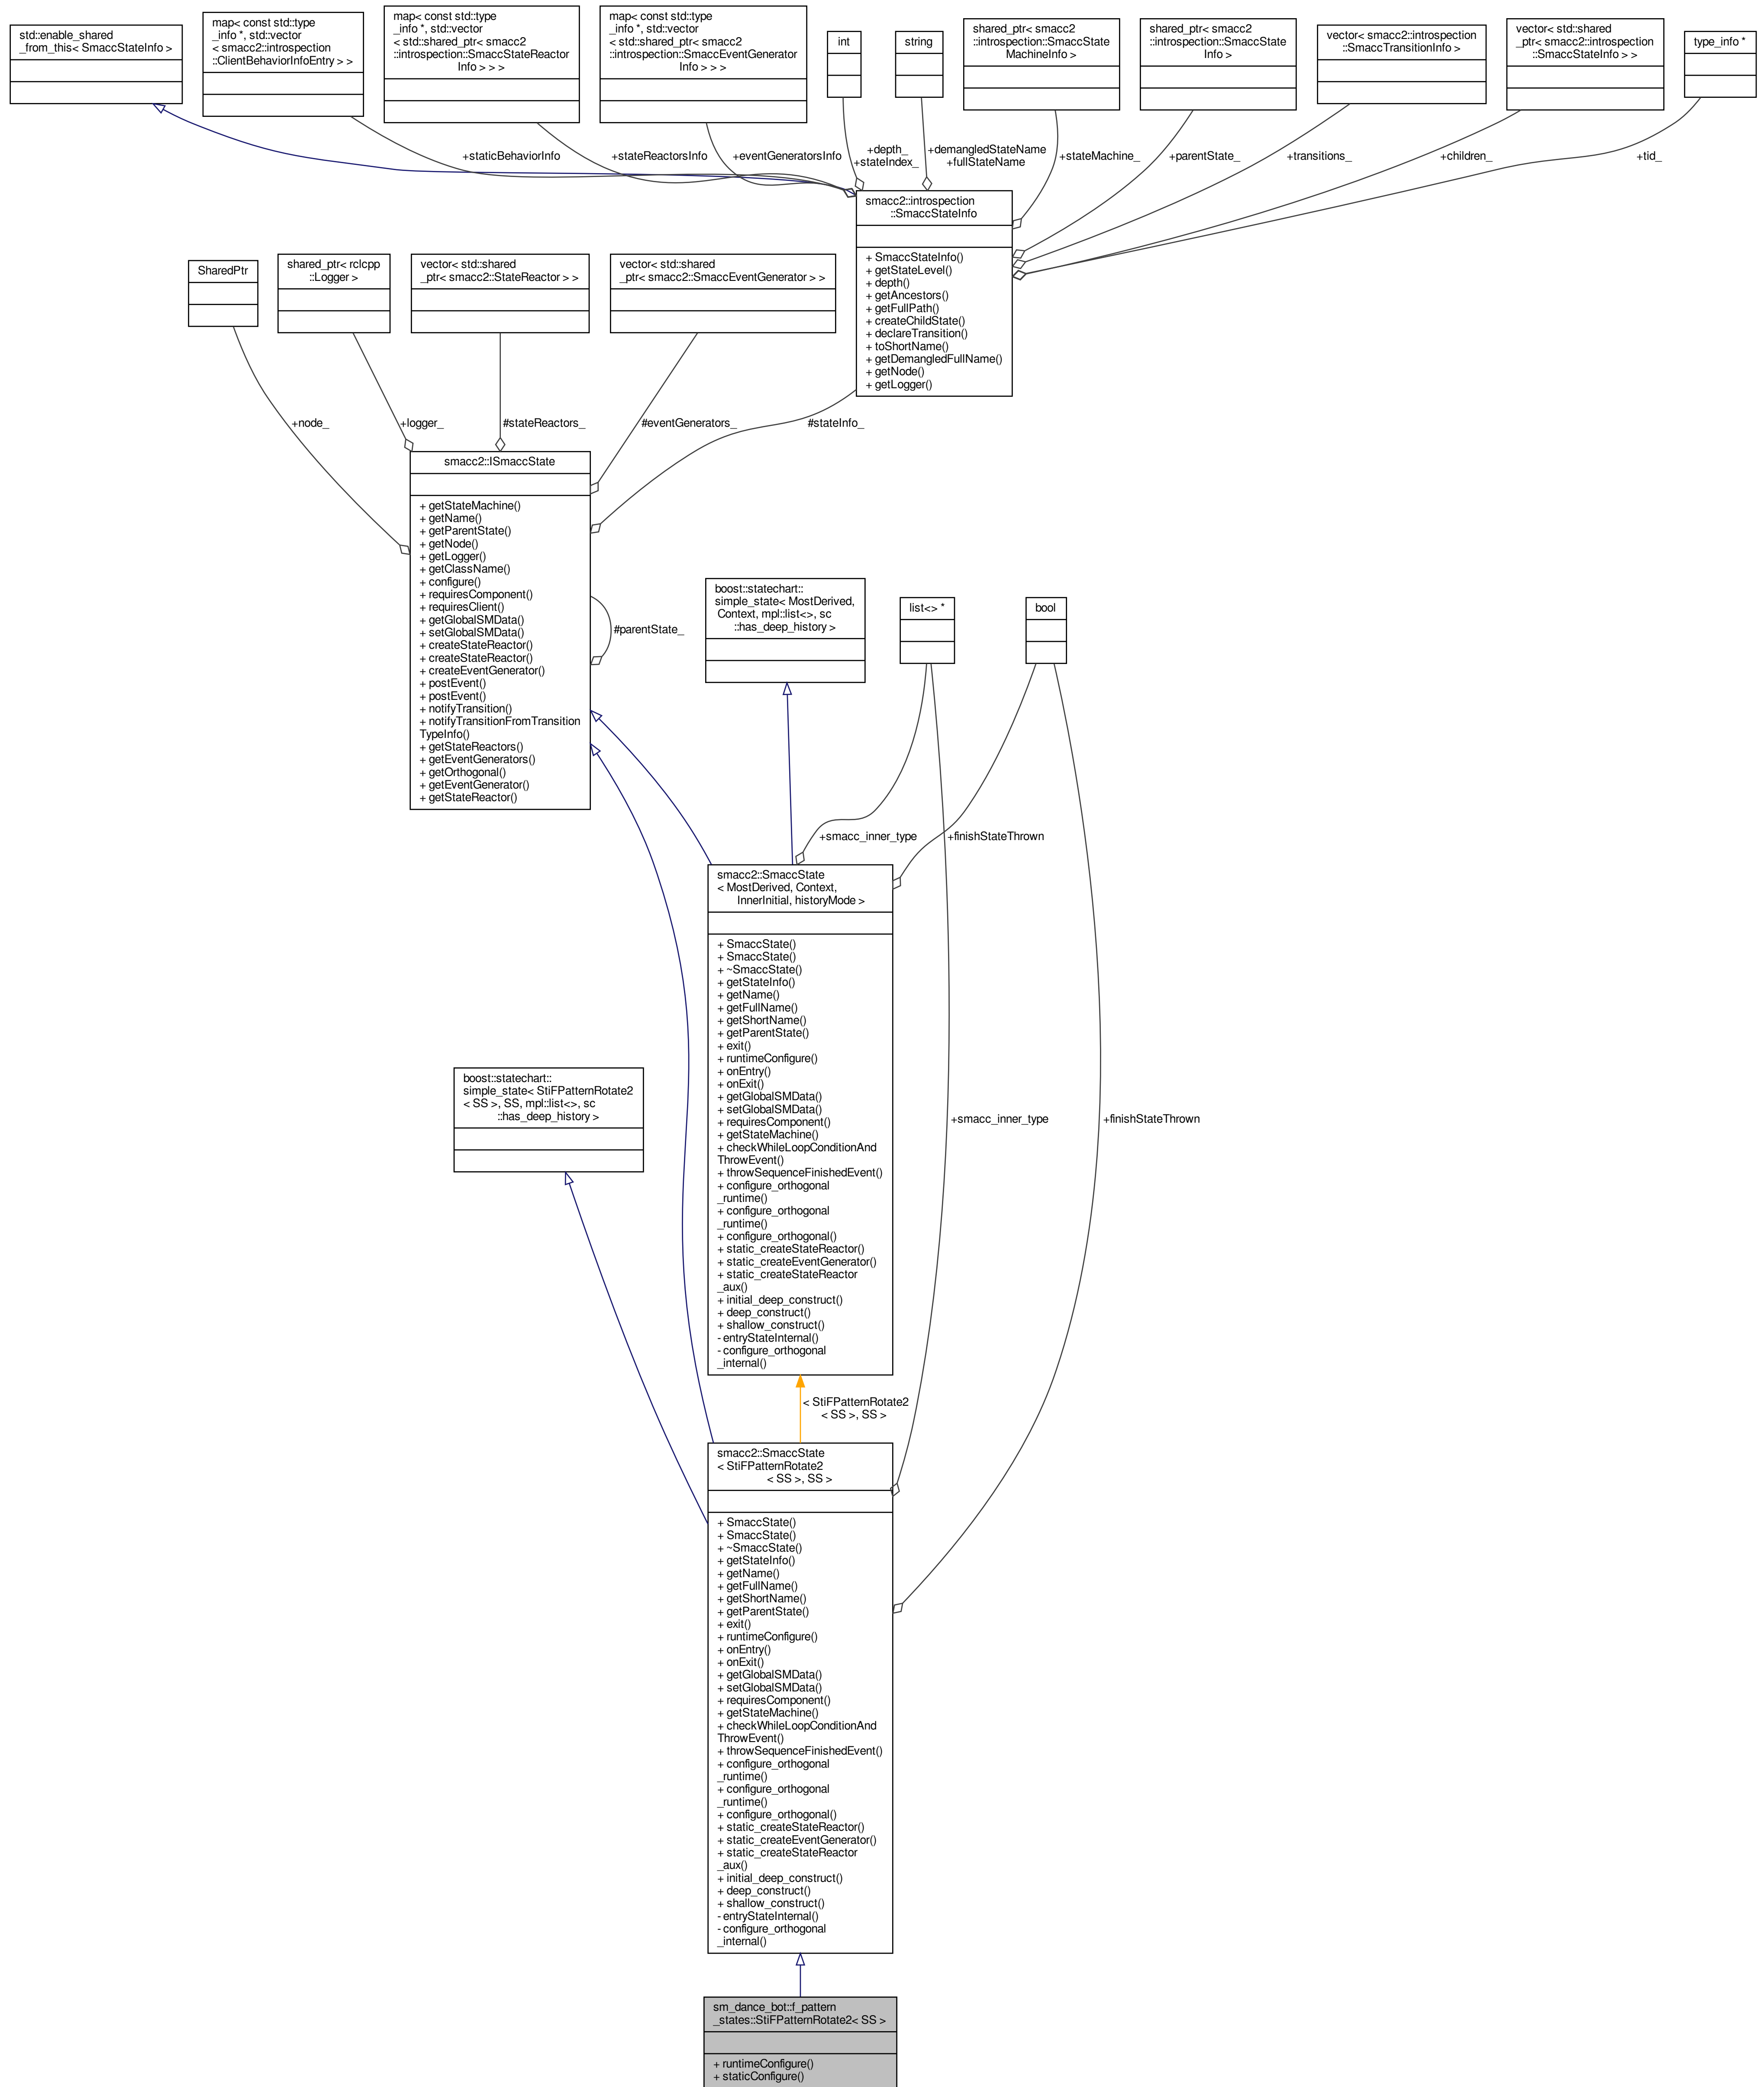 std::enable_shared
_from_this< SmaccStateInfo >
map< const std::type
_info *, std::vector
< smacc2::introspection
::ClientBehaviorInfoEntry > >
map< const std::type
_info *, std::vector
< std::shared_ptr< smacc2
::introspection::SmaccStateReactor
Info > > >
map< const std::type
_info *, std::vector
< std::shared_ptr< smacc2
::introspection::SmaccEventGenerator
Info > > >
int
string
shared_ptr< smacc2
::introspection::SmaccState
MachineInfo >
shared_ptr< smacc2
::introspection::SmaccState
Info >
vector< smacc2::introspection
::SmaccTransitionInfo >
vector< std::shared
_ptr< smacc2::introspection
::SmaccStateInfo > >
type_info *
+staticBehaviorInfo
+stateReactorsInfo
+eventGeneratorsInfo
+depth_
+stateIndex_
+demangledStateName
+fullStateName
+stateMachine_
+parentState_
+transitions_
+children_
+tid_
smacc2::introspection
::SmaccStateInfo
+ SmaccStateInfo()
+ getStateLevel()
+ depth()
+ getAncestors()
+ getFullPath()
+ createChildState()
+ declareTransition()
+ toShortName()
+ getDemangledFullName()
+ getNode()
+ getLogger()
SharedPtr
shared_ptr< rclcpp
::Logger >
vector< std::shared
_ptr< smacc2::StateReactor > >
vector< std::shared
_ptr< smacc2::SmaccEventGenerator > >
+node_
+logger_
#stateReactors_
#eventGenerators_
#stateInfo_
smacc2::ISmaccState
+ getStateMachine()
+ getName()
+ getParentState()
+ getNode()
+ getLogger()
+ getClassName()
+ configure()
+ requiresComponent()
+ requiresClient()
+ getGlobalSMData()
+ setGlobalSMData()
+ createStateReactor()
+ createStateReactor()
+ createEventGenerator()
+ postEvent()
+ postEvent()
+ notifyTransition()
+ notifyTransitionFromTransition
TypeInfo()
+ getStateReactors()
+ getEventGenerators()
+ getOrthogonal()
+ getEventGenerator()
+ getStateReactor()
#parentState_
boost::statechart::
simple_state< MostDerived,
Context, mpl::list<>, sc
::has_deep_history >
list<> *
bool
+smacc_inner_type
+finishStateThrown
smacc2::SmaccState
< MostDerived, Context,
InnerInitial, historyMode >
+ SmaccState()
+ SmaccState()
+ ~SmaccState()
+ getStateInfo()
+ getName()
+ getFullName()
+ getShortName()
+ getParentState()
+ exit()
+ runtimeConfigure()
+ onEntry()
+ onExit()
+ getGlobalSMData()
+ setGlobalSMData()
+ requiresComponent()
+ getStateMachine()
+ checkWhileLoopConditionAnd
ThrowEvent()
+ throwSequenceFinishedEvent()
+ configure_orthogonal
_runtime()
+ configure_orthogonal
_runtime()
+ configure_orthogonal()
+ static_createStateReactor()
+ static_createEventGenerator()
+ static_createStateReactor
_aux()
+ initial_deep_construct()
+ deep_construct()
+ shallow_construct()
- entryStateInternal()
- configure_orthogonal
_internal()
boost::statechart::
simple_state< StiFPatternRotate2
< SS >, SS, mpl::list<>, sc
::has_deep_history >
+smacc_inner_type
+finishStateThrown
< StiFPatternRotate2
< SS >, SS >
smacc2::SmaccState
< StiFPatternRotate2
< SS >, SS >
+ SmaccState()
+ SmaccState()
+ ~SmaccState()
+ getStateInfo()
+ getName()
+ getFullName()
+ getShortName()
+ getParentState()
+ exit()
+ runtimeConfigure()
+ onEntry()
+ onExit()
+ getGlobalSMData()
+ setGlobalSMData()
+ requiresComponent()
+ getStateMachine()
+ checkWhileLoopConditionAnd
ThrowEvent()
+ throwSequenceFinishedEvent()
+ configure_orthogonal
_runtime()
+ configure_orthogonal
_runtime()
+ configure_orthogonal()
+ static_createStateReactor()
+ static_createEventGenerator()
+ static_createStateReactor
_aux()
+ initial_deep_construct()
+ deep_construct()
+ shallow_construct()
- entryStateInternal()
- configure_orthogonal
_internal()
sm_dance_bot::f_pattern
_states::StiFPatternRotate2< SS >
+ runtimeConfigure()
+ staticConfigure()